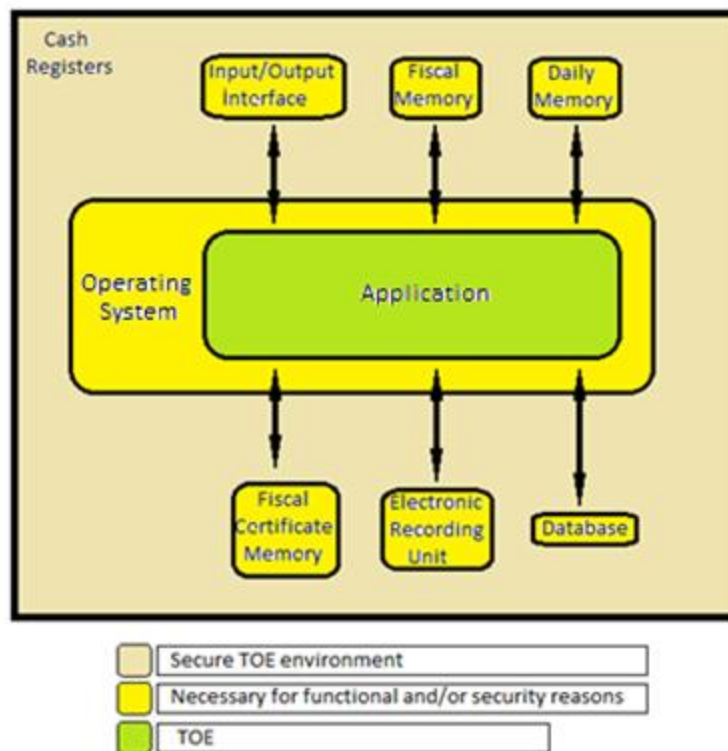 Cash
Registers
Input/Output
Interface
Fiscal
Memory
Daily
Memory
Operating
System
Application
Fiscal
Certificate
Memory
Electronic
Recording
Unit
Database
Secure TOE environment
Necessary for functional and/or security reasons
TOE